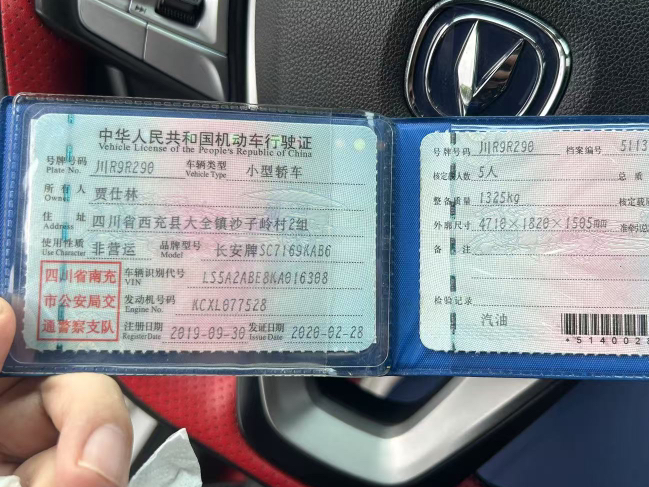 中华人民共和国机动车行驶证
Vehicle License of the People's Republic of China
号牌号码 川R9R290 车辆类型 小型轿车
Plate No. Vehicle Type
所有人 贾仕林
Owner
住址 四川省西充县大全镇沙子岭村2组
Address
使用性质 非营运 品牌型号 长安牌SC7169KAB6
Use Character Model
四川省南充
市公安局交
通警察支队
车辆识别代号 LS5A2ABE8KA016308
VIN
发动机号码 KCXL077528
Engine No.
注册日期 2019-09-30 发证日期 2020-02-28
Register Date Issue Date
号牌号码 川R9R290 档案编号 5113
核定载人数 5人 总质
整备质量 1325kg 核定载
外廓尺寸 4710×1820×1505mm 准牵引
备注
检验记录
汽油
*5140028